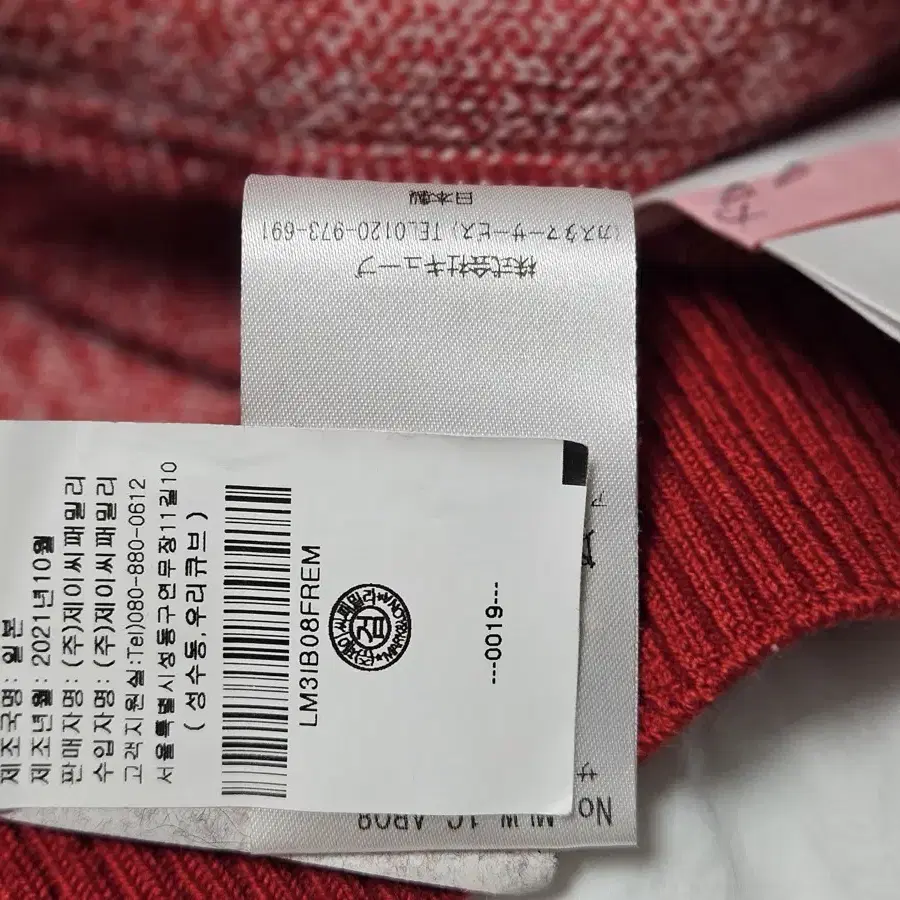 日本製
(カスタマーサービス) TEL0120-973-691
株式会社キューブ
제조국명: 일본
제조년월: 2021년10월
판매자명: (주)제이씨패밀리
수입자명: (주)제이씨패밀리
고객지원실:Tel)080-880-0612
서울특별시성동구연무장11길10
( 성수동,우리큐브 )
LM3IB08FREM
---0019---
No